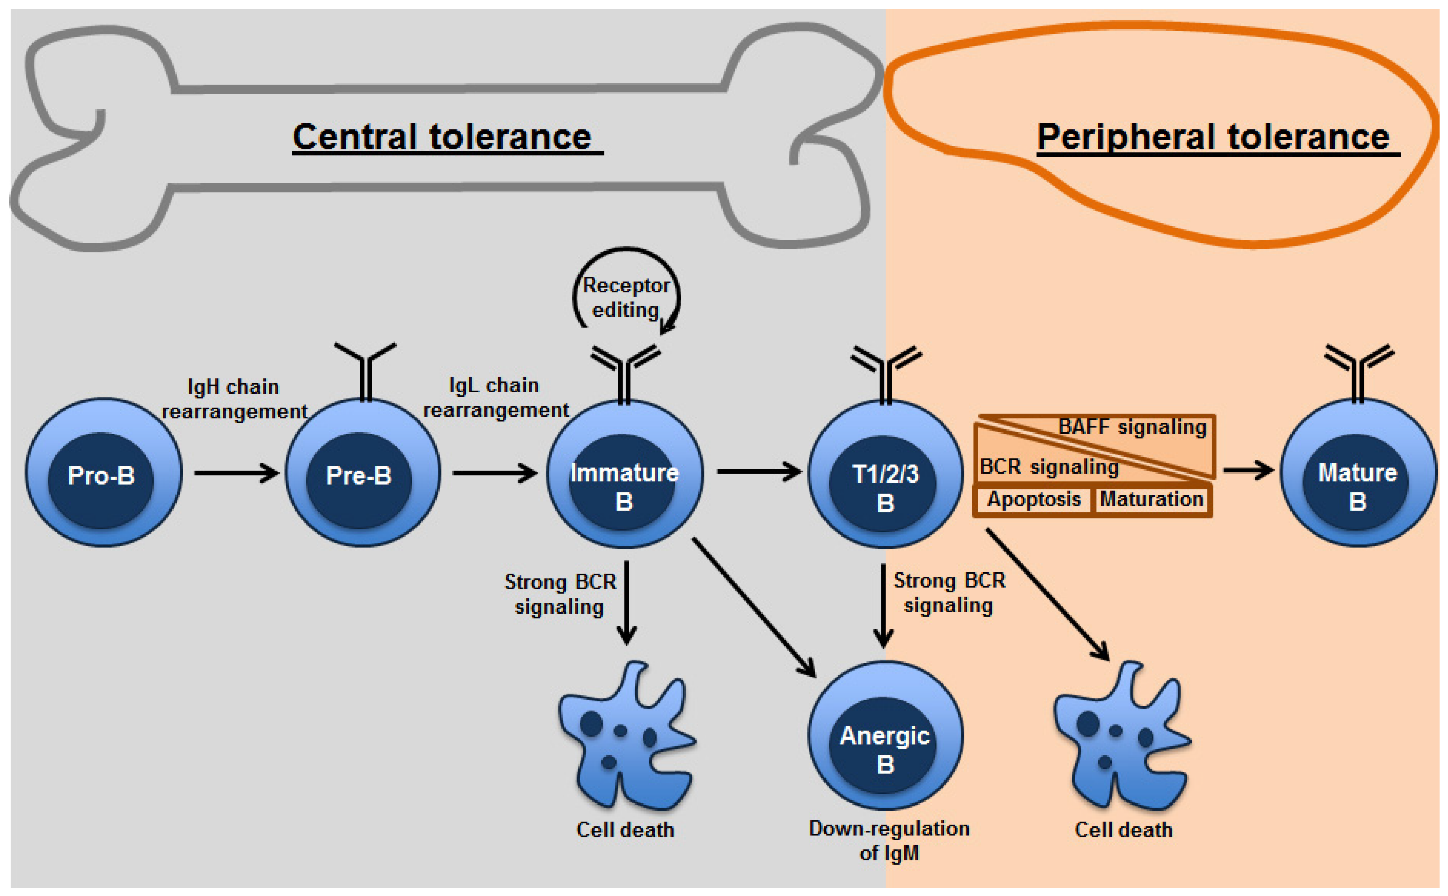 Central tolerance
Peripheral tolerance
Receptor
editing
IgH chain
rearrangement
IgL chain
rearrangement
Pro-B
Pre-B
Immature
B
T1/2/3
B
BAFF signaling
BCR signaling
Apoptosis
Maturation
Mature
B
Strong BCR
signaling
Strong BCR
signaling
Anergic
B
Cell death
Down-regulation
of IgM
Cell death